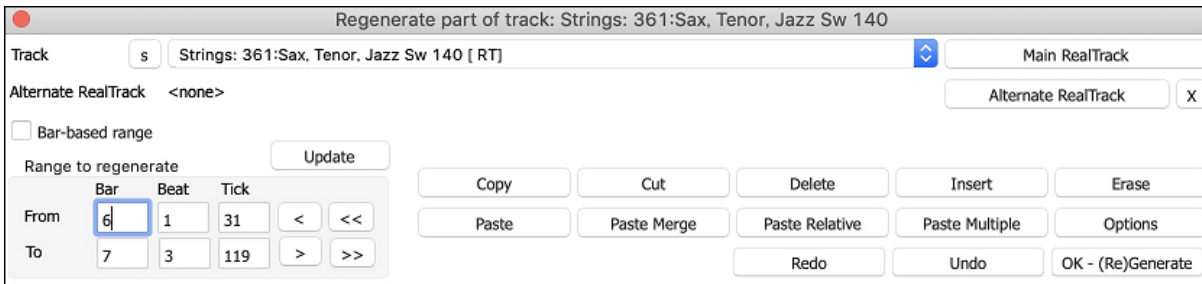 Regenerate part of track: Strings: 361:Sax, Tenor, Jazz Sw 140
Track s Strings: 361:Sax, Tenor, Jazz Sw 140 [ RT] Main RealTrack
Alternate RealTrack <none> Alternate RealTrack X
Bar-based range
Range to regenerate Update
Copy Cut Delete Insert Erase
Bar Beat Tick
From 6 1 31 < <<
Paste Paste Merge Paste Relative Paste Multiple Options
To 7 3 119 > >>
Redo Undo OK - (Re)Generate